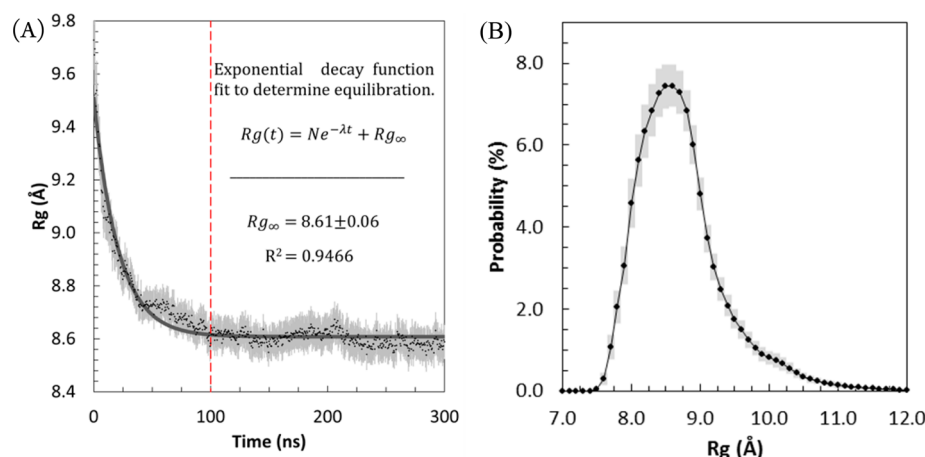 (A)
9.8
9.6
9.4
9.2
9.0
8.8
8.6
8.4
Rg (Å)
0
100
200
300
Time (ns)
Exponential decay function
fit to determine equilibration.
Rg(t) = Ne^{−λt} + Rg_∞
Rg_∞ = 8.61±0.06
R² = 0.9466
(B)
8.0
6.0
4.0
2.0
0.0
Probability (%)
7.0
8.0
9.0
10.0
11.0
12.0
Rg (Å)